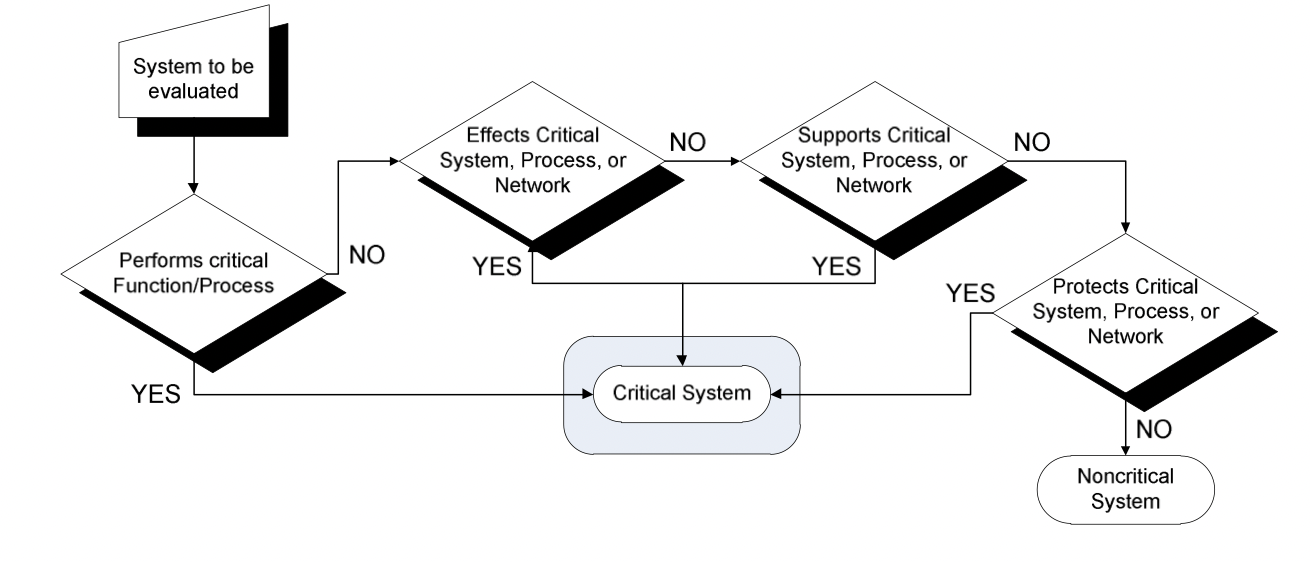 System to be
evaluated
Performs critical
Function/Process
NO
YES
Effects Critical
System, Process, or
Network
NO
YES
Supports Critical
System, Process, or
Network
NO
YES
Protects Critical
System, Process, or
Network
YES
NO
Critical System
Noncritical
System